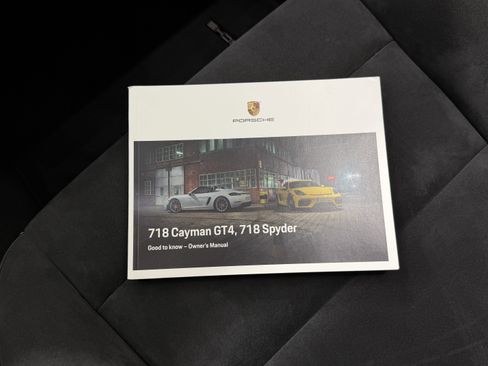 PORSCHE
718 Cayman GT4, 718 Spyder
Good to know – Owner's Manual